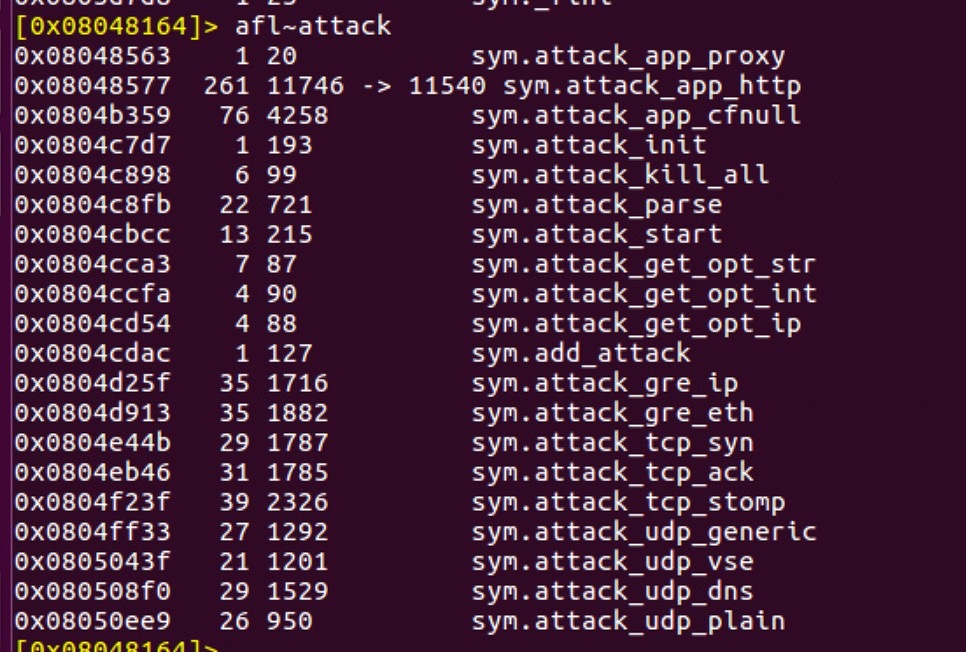 [0x08048164]> afl~attack
0x08048563    1 20           sym.attack_app_proxy
0x08048577  261 11746 -> 11540 sym.attack_app_http
0x0804b359   76 4258         sym.attack_app_cfnull
0x0804c7d7    1 193          sym.attack_init
0x0804c898    6 99           sym.attack_kill_all
0x0804c8fb   22 721          sym.attack_parse
0x0804cbcc   13 215          sym.attack_start
0x0804cca3    7 87           sym.attack_get_opt_str
0x0804ccfa    4 90           sym.attack_get_opt_int
0x0804cd54    4 88           sym.attack_get_opt_ip
0x0804cdac    1 127          sym.add_attack
0x0804d25f   35 1716         sym.attack_gre_ip
0x0804d913   35 1882         sym.attack_gre_eth
0x0804e44b   29 1787         sym.attack_tcp_syn
0x0804eb46   31 1785         sym.attack_tcp_ack
0x0804f23f   39 2326         sym.attack_tcp_stomp
0x0804ff33   27 1292         sym.attack_udp_generic
0x0805043f   21 1201         sym.attack_udp_vse
0x080508f0   29 1529         sym.attack_udp_dns
0x08050ee9   26 950          sym.attack_udp_plain
[0x08048164]>